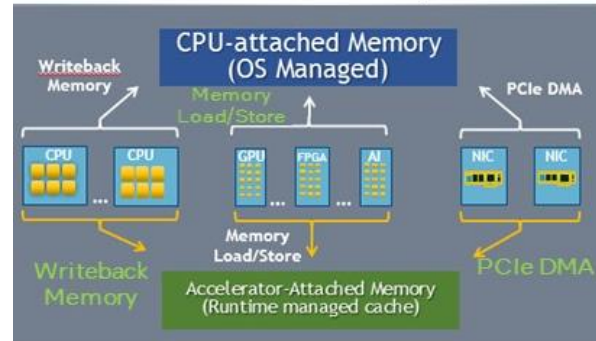 CPU-attached Memory
(OS Managed)
Writeback
Memory
Memory
Load/Store
PCIe DMA
CPU
CPU
...
GPU
FPGA
AI
...
...
NIC
NIC
...
Memory
Load/Store
Writeback
Memory
PCIe DMA
Accelerator-Attached Memory
(Runtime managed cache)